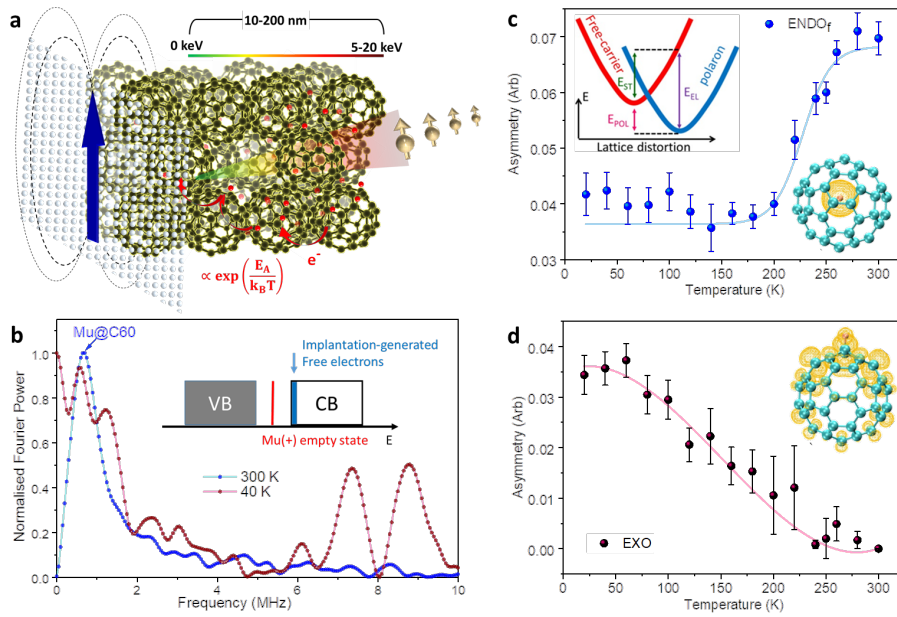 a
10-200 nm
0 keV
5-20 keV
e-
∝ exp(E_A/k_BT)
b
Mu@C60
1.0
0.8
0.6
0.4
0.2
0.0
Normalised Fourier Power
Implantation-generated
Free electrons
VB
CB
E
Mu(+) empty state
300 K
40 K
0
2
4
6
8
10
Frequency (MHz)
c
0.07
0.06
0.05
0.04
0.03
Asymmetry (Arb)
ENDOf
Free-carrier
polaron
E
E_ST
E_EL
E_POL
Lattice distortion
0
50
100
150
200
250
300
Temperature (K)
d
0.04
0.03
0.02
0.01
0.00
Asymmetry (Arb)
EXO
0
50
100
150
200
250
300
Temperature (K)